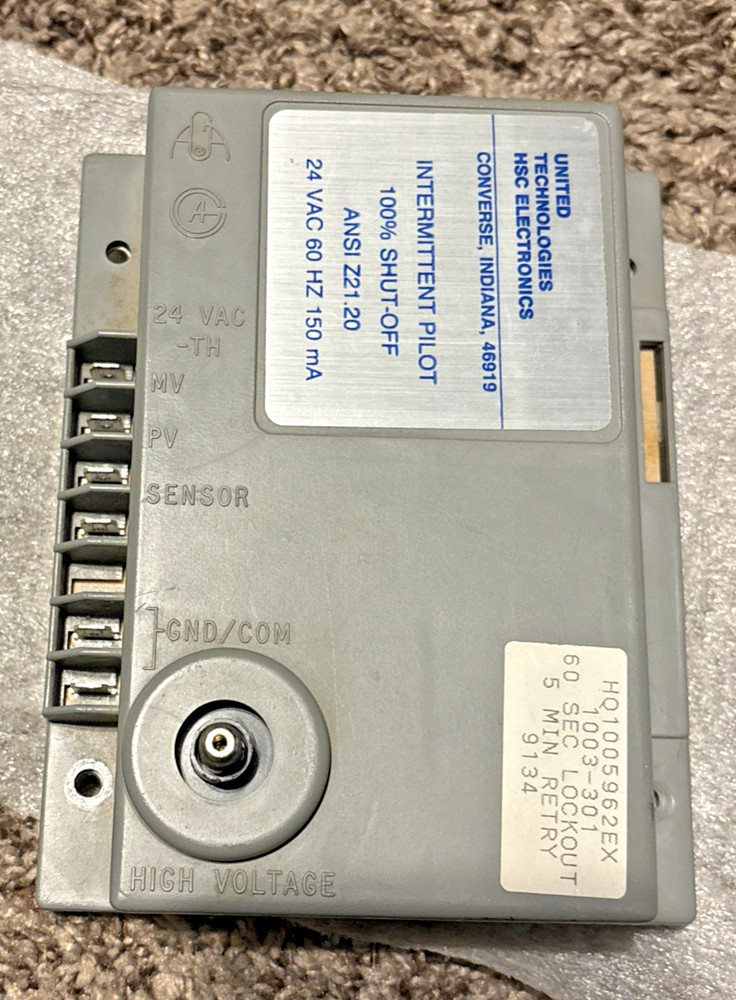 UNITED
TECHNOLOGIES
HSC ELECTRONICS
CONVERSE, INDIANA, 46919
INTERMITTENT PILOT
100% SHUT-OFF
ANSI Z21.20
24 VAC 60 HZ 150 mA
24 VAC
-TH
MV
PV
SENSOR
GND/COM
HIGH VOLTAGE
HQ1005962EX
1003-301
60 SEC LOCKOUT
5 MIN RETRY
9134